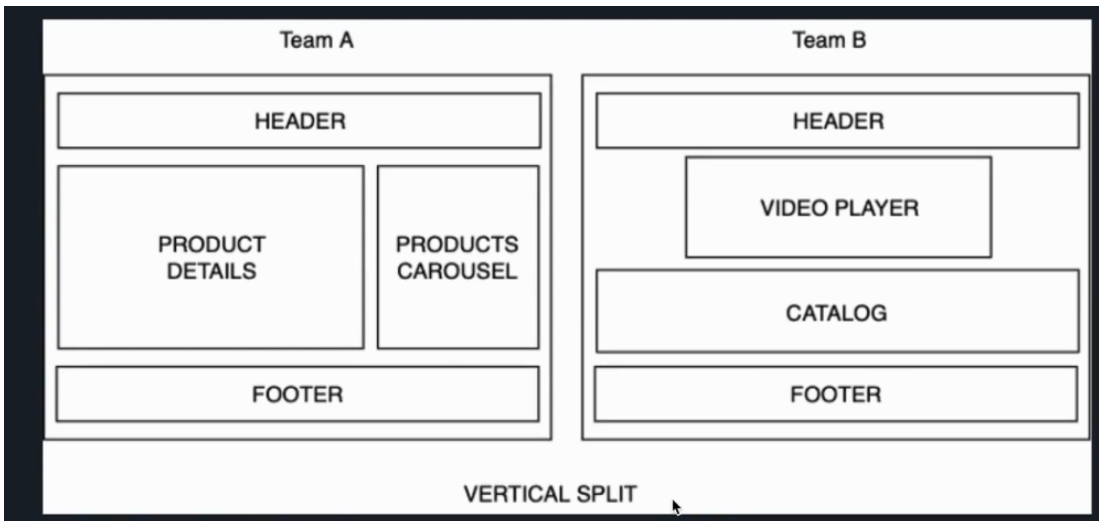 Team A
Team B
HEADER
PRODUCT
DETAILS
PRODUCTS
CAROUSEL
FOOTER
HEADER
VIDEO PLAYER
CATALOG
FOOTER
VERTICAL SPLIT